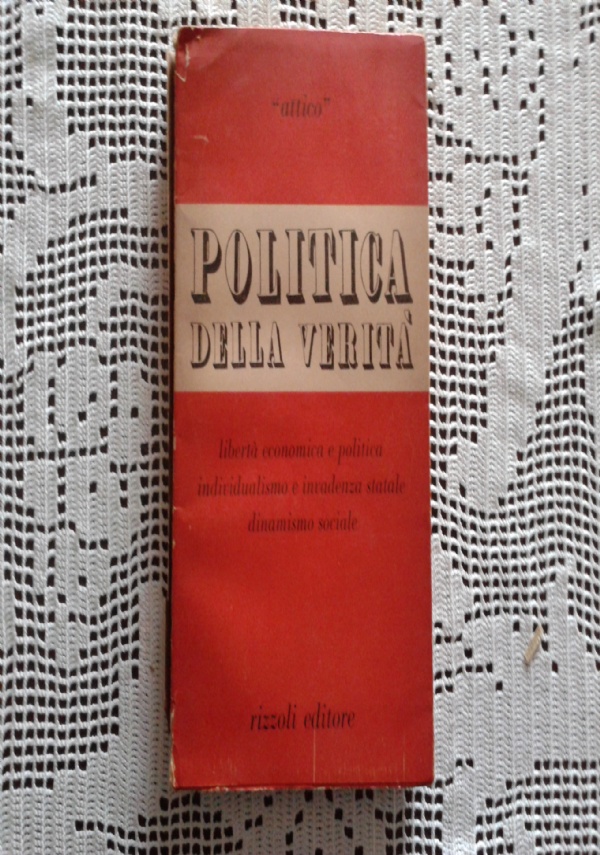 "attico"
POLITICA
DELLA VERITÀ
libertà economica e politica
individualismo e invadenza statale
dinamismo sociale
rizzoli editore